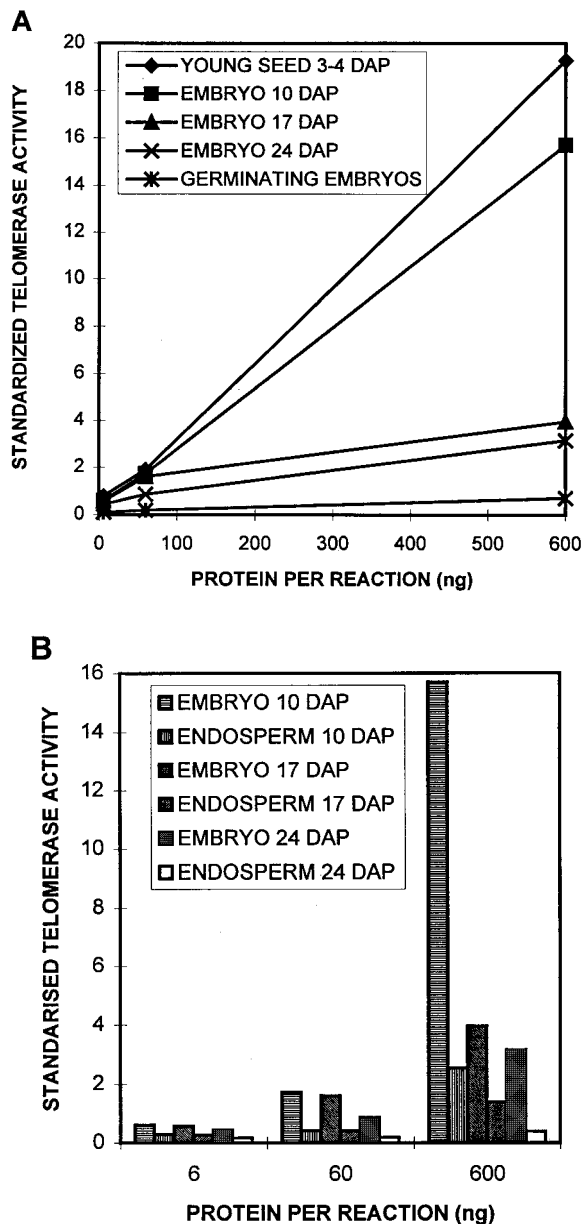 A
20
18
16
14
12
10
8
6
4
2
0
STANDARDIZED TELOMERASE ACTIVITY
YOUNG SEED 3-4 DAP
EMBRYO 10 DAP
EMBRYO 17 DAP
EMBRYO 24 DAP
GERMINATING EMBRYOS
0 100 200 300 400 500 600
PROTEIN PER REACTION (ng)
B
16
14
12
10
8
6
4
2
0
STANDARISED TELOMERASE ACTIVITY
EMBRYO 10 DAP
ENDOSPERM 10 DAP
EMBRYO 17 DAP
ENDOSPERM 17 DAP
EMBRYO 24 DAP
ENDOSPERM 24 DAP
6 60 600
PROTEIN PER REACTION (ng)